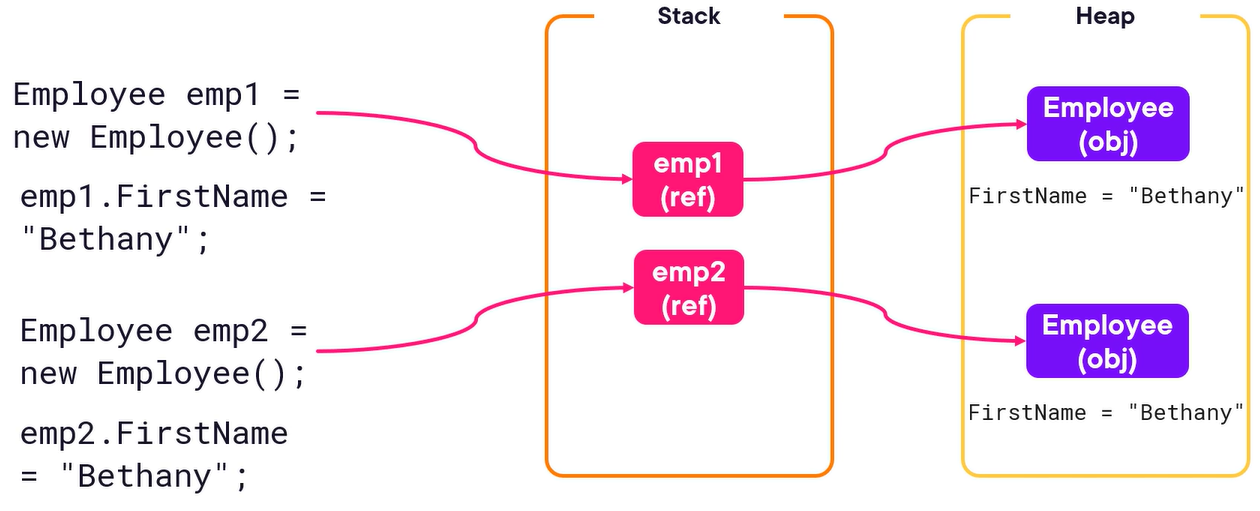 Stack
Heap
Employee emp1 =
new Employee();
emp1.FirstName =
"Bethany";
Employee emp2 =
new Employee();
emp2.FirstName
= "Bethany";
emp1
(ref)
emp2
(ref)
Employee
(obj)
FirstName = "Bethany"
Employee
(obj)
FirstName = "Bethany"